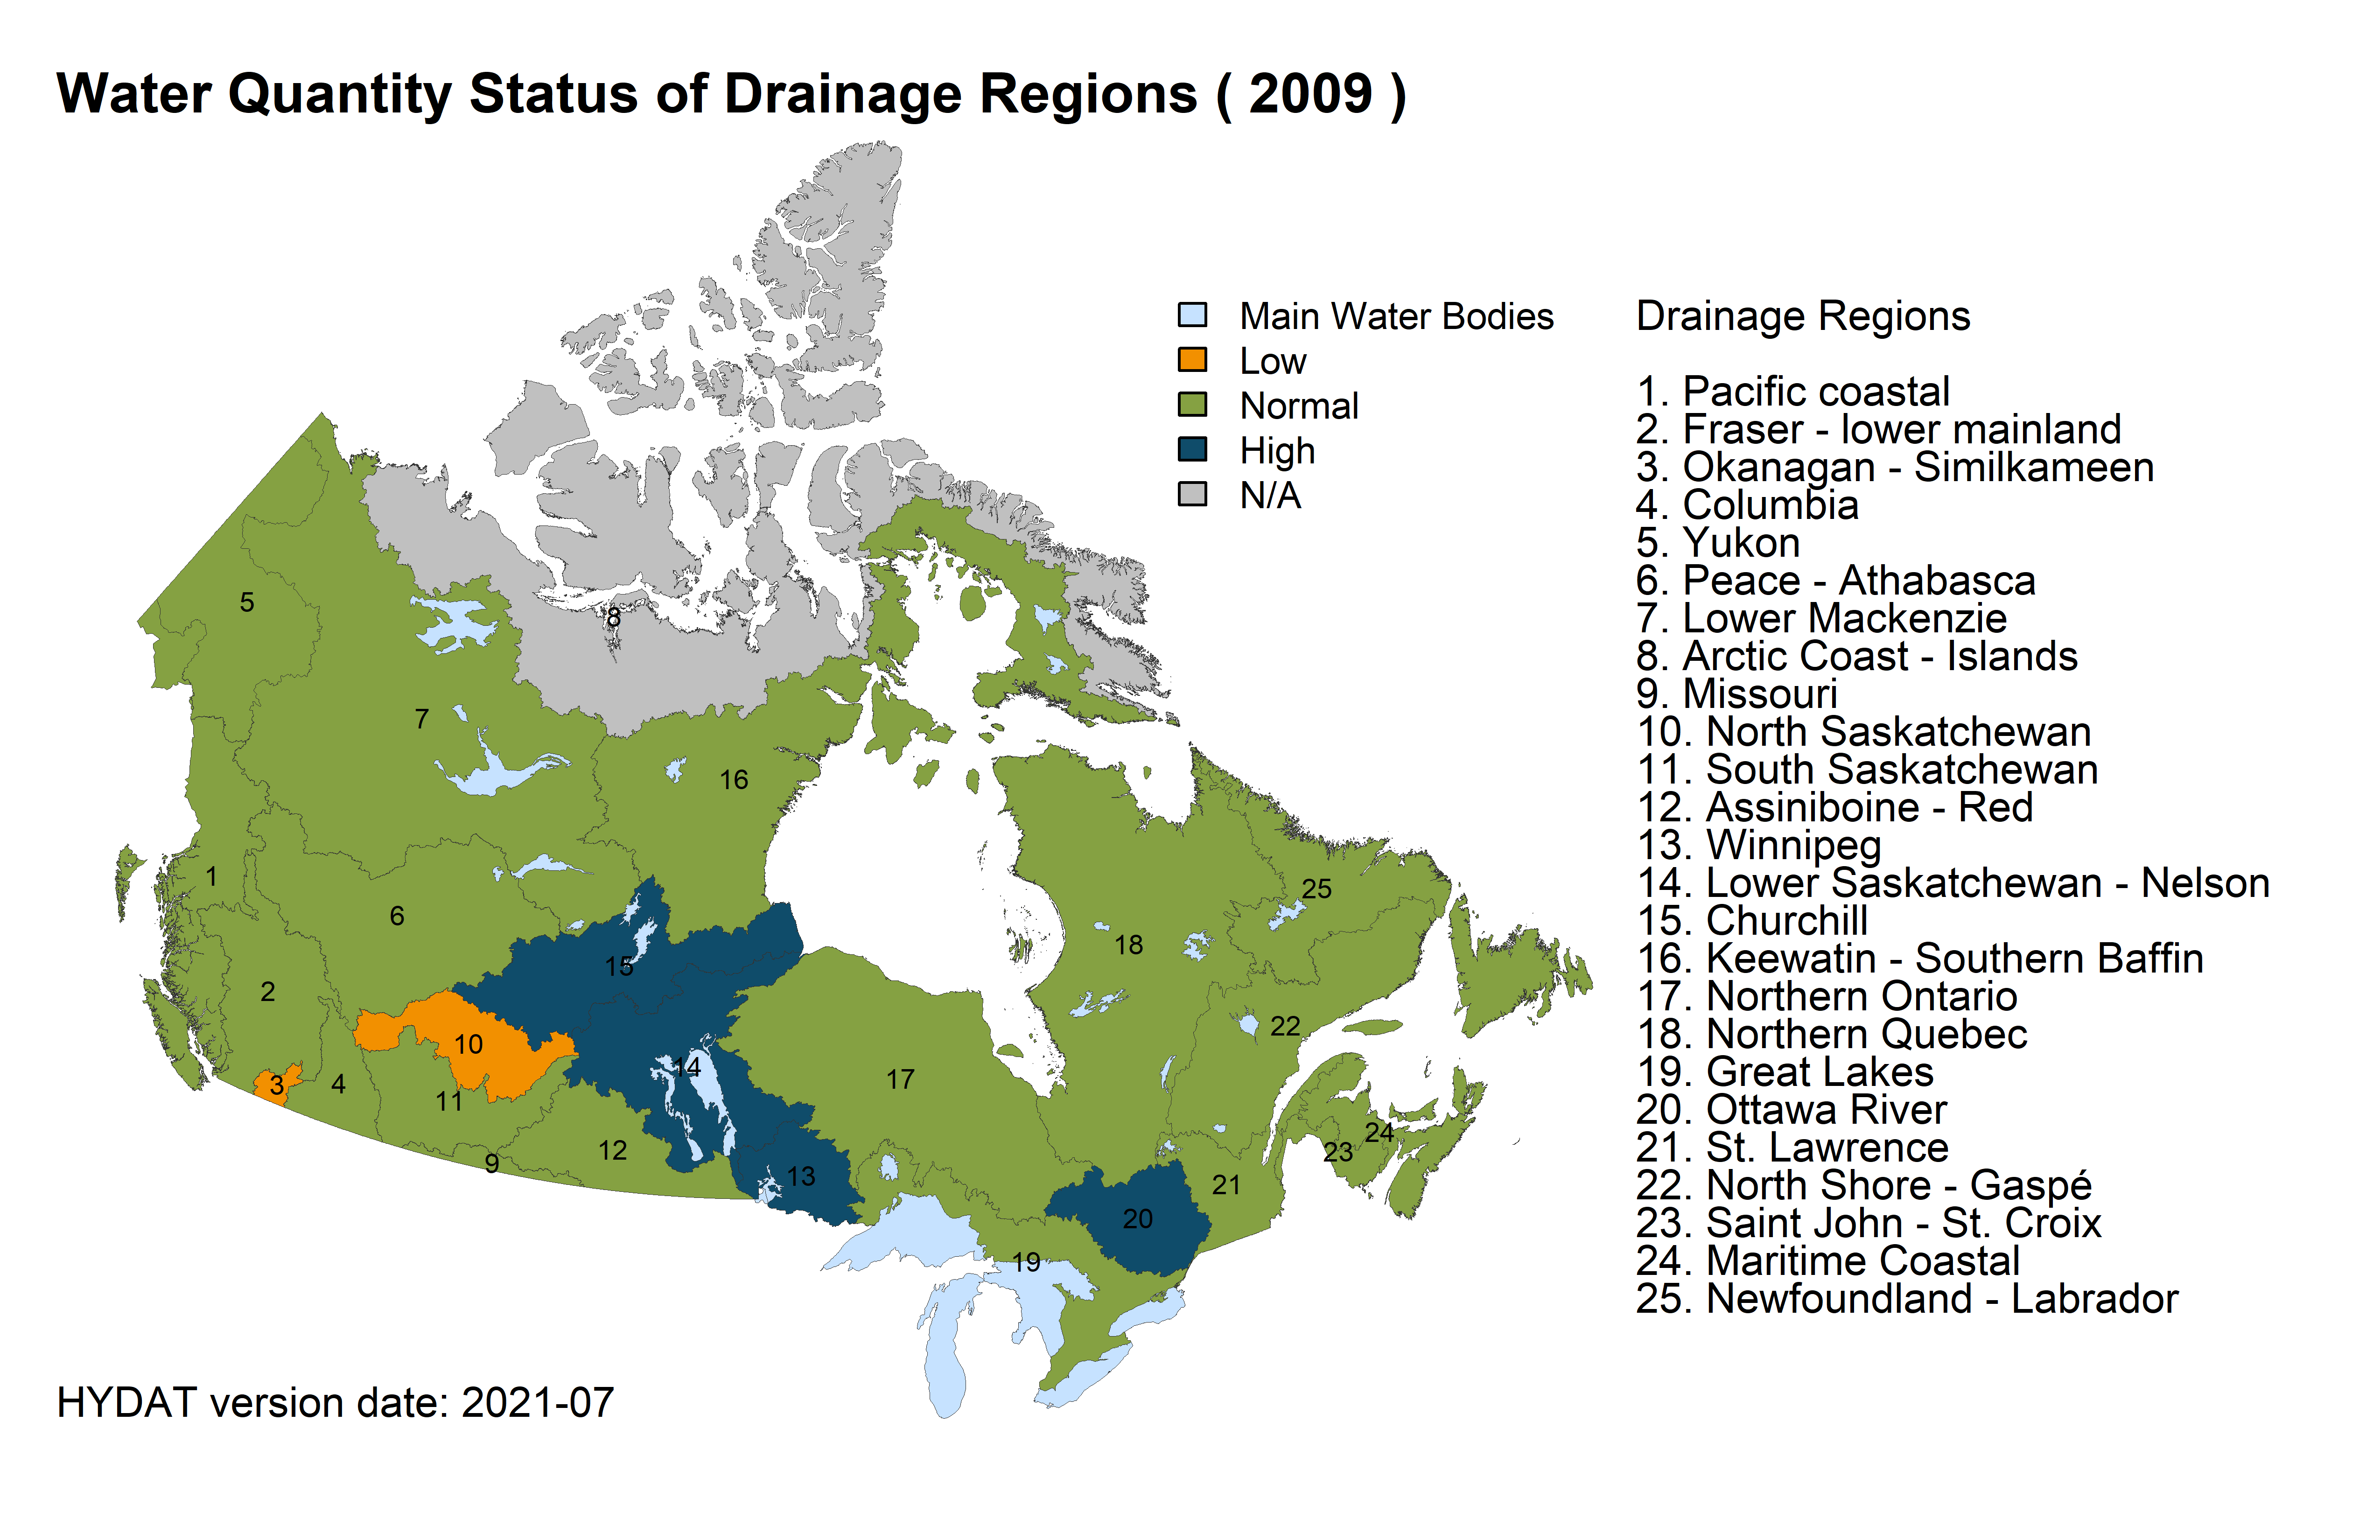 Water Quantity Status of Drainage Regions ( 2009 )
Main Water Bodies
Low
Normal
High
N/A
Drainage Regions
1. Pacific coastal
2. Fraser - lower mainland
3. Okanagan - Similkameen
4. Columbia
5. Yukon
6. Peace - Athabasca
7. Lower Mackenzie
8. Arctic Coast - Islands
9. Missouri
10. North Saskatchewan
11. South Saskatchewan
12. Assiniboine - Red
13. Winnipeg
14. Lower Saskatchewan - Nelson
15. Churchill
16. Keewatin - Southern Baffin
17. Northern Ontario
18. Northern Quebec
19. Great Lakes
20. Ottawa River
21. St. Lawrence
22. North Shore - Gaspé
23. Saint John - St. Croix
24. Maritime Coastal
25. Newfoundland - Labrador
5
8
7
16
1
6
25
18
15
2
22
10
14
17
3
4
11
24
12
23
9
13
21
20
19
HYDAT version date: 2021-07